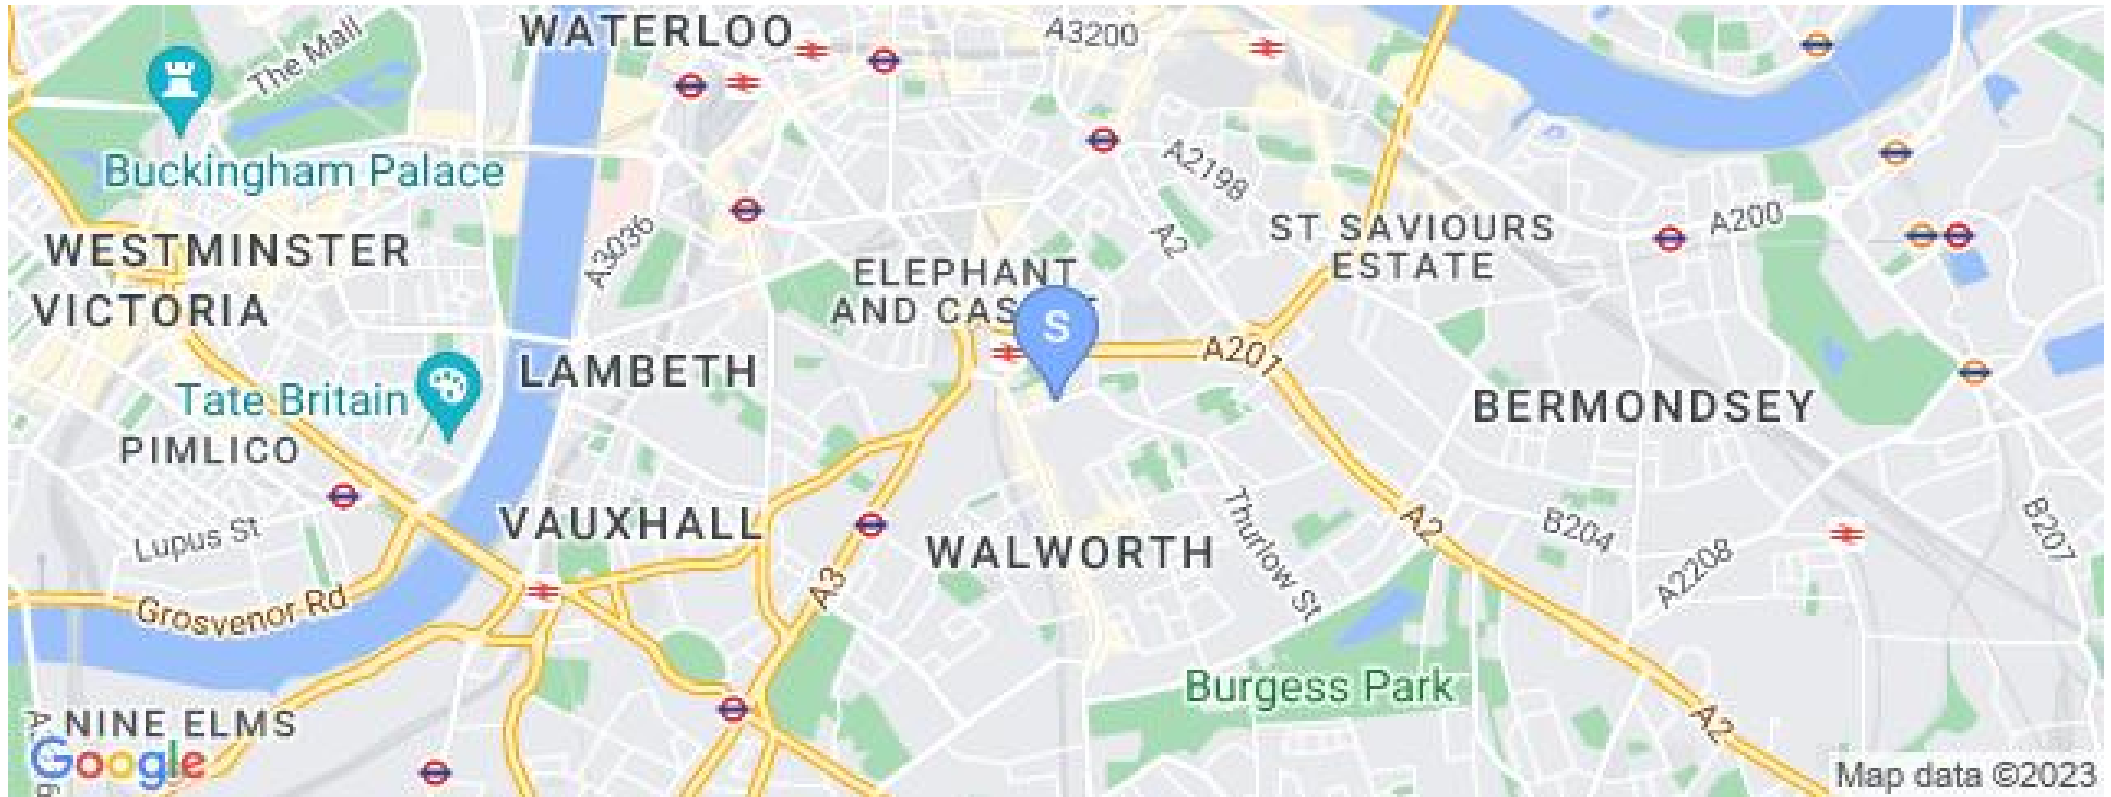 WATERLOO
A3200
The Mall
Buckingham Palace
A2198
A200
A3036
A2
ST SAVIOURS
ESTATE
WESTMINSTER
ELEPHANT
AND CAS
S
VICTORIA
A201
LAMBETH
Tate Britain
BERMONDSEY
PIMLICO
VAUXHALL
Lupus St
WALWORTH
Thurlow St
A2
B204
B207
A3
A2208
Grosvenor Rd
Burgess Park
NINE ELMS
A2
Google
Map data ©2023